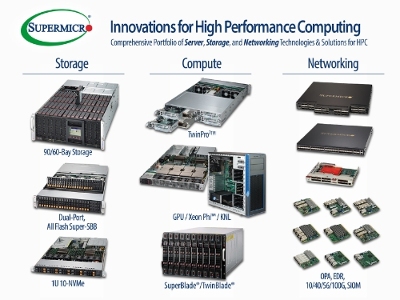 SUPERMICRO
Innovations for High Performance Computing
Comprehensive Portfolio of Server, Storage, and Networking Technologies & Solutions for HPC
Storage
90/60-Bay Storage
Dual-Port,
All Flash Super-SBB
1U 10-NVMe
Compute
TwinPro™
GPU / Xeon Phi™ / KNL
SuperBlade®/TwinBlade®
Networking
OPA, EDR,
10/40/56/100G, SIOM